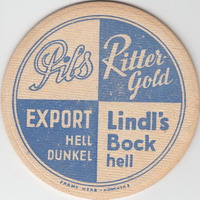 Pils
Ritter-
Gold
EXPORT
HELL
DUNKEL
Lindl's
Bock
hell